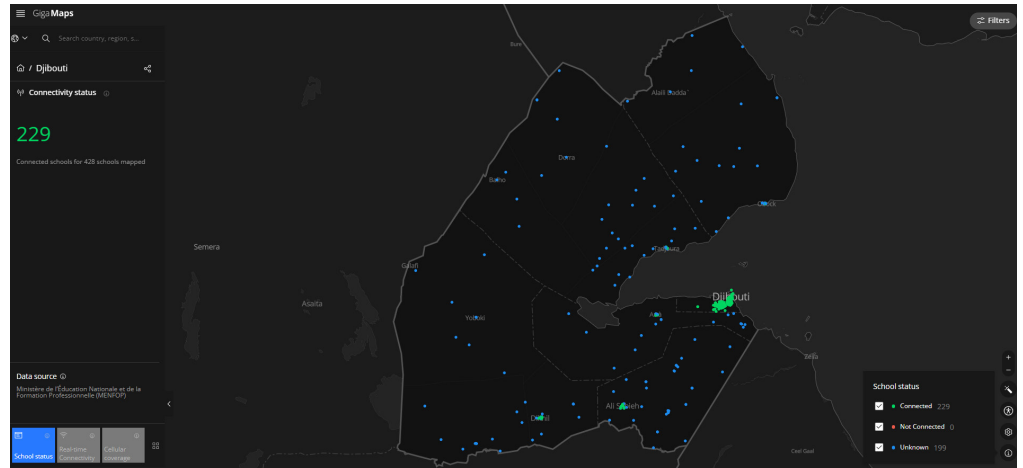 Giga Maps
Filters
Search country, region, s...
/ Djibouti
Connectivity status
229
Connected schools for 428 schools mapped
Bure
Alaili Dadda
Dorra
Balho
Obock
Semera
Tadjoura
Galafi
Djibouti
Asaita
Arta
Yoboki
Zeila
Data source
Ministère de l'Éducation Nationale et de la
Formation Professionnelle (MENFOP)
Ali Sabieh
Dikhil
School status
Connected 229
Not Connected 0
Unknown 199
School status
Real-time
Connectivity
Cellular
coverage
Ceel Gaal